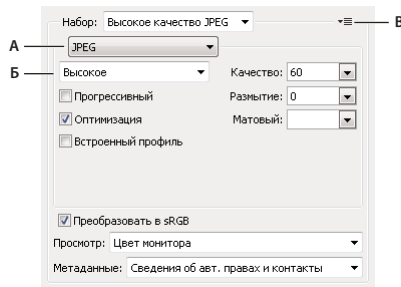 Набор: Высокое качество JPEG
В
А
JPEG
Б
Высокое
Качество: 60
Прогрессивный
Размытие: 0
Оптимизация
Матовый:
Встроенный профиль
Преобразовать в sRGB
Просмотр: Цвет монитора
Метаданные: Сведения об авт. правах и контакты